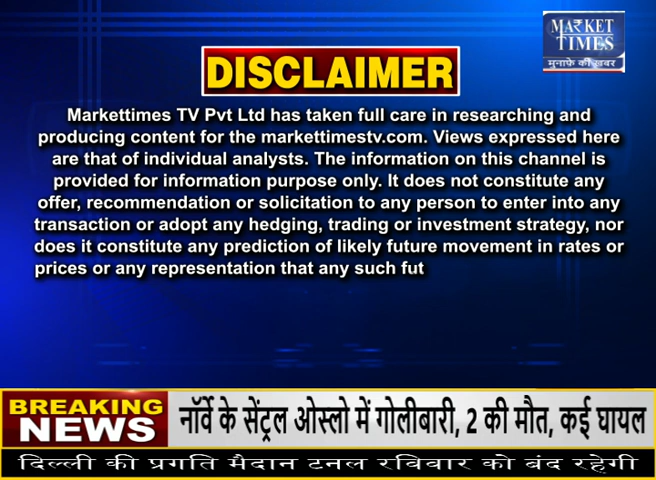 MARKET
TIMES
मुनाफे की खबर
DISCLAIMER
Markettimes TV Pvt Ltd has taken full care in researching and
producing content for the markettimestv.com. Views expressed here
are that of individual analysts. The information on this channel is
provided for information purpose only. It does not constitute any
offer, recommendation or solicitation to any person to enter into any
transaction or adopt any hedging, trading or investment strategy, nor
does it constitute any prediction of likely future movement in rates or
prices or any representation that any such fut
BREAKING
NEWS
नॉर्वे के सेंट्रल ओस्लो में गोलीबारी, 2 की मौत, कई घायल
दिल्ली की प्रगति मैदान टनल रविवार को बंद रहेगी